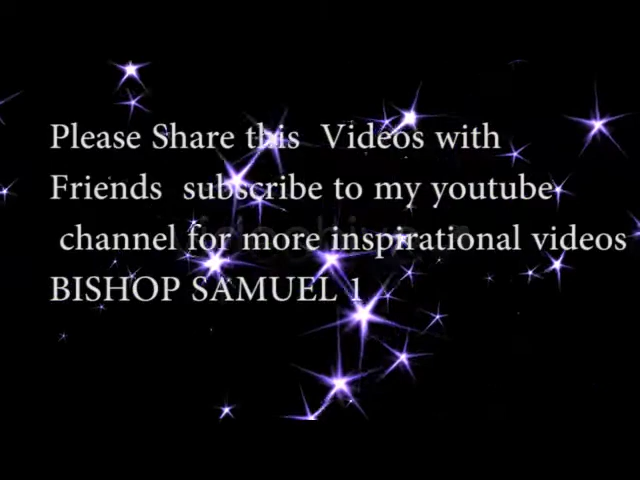 Please Share this Videos with
Friends subscribe to my youtube
channel for more inspirational videos
BISHOP SAMUEL 1